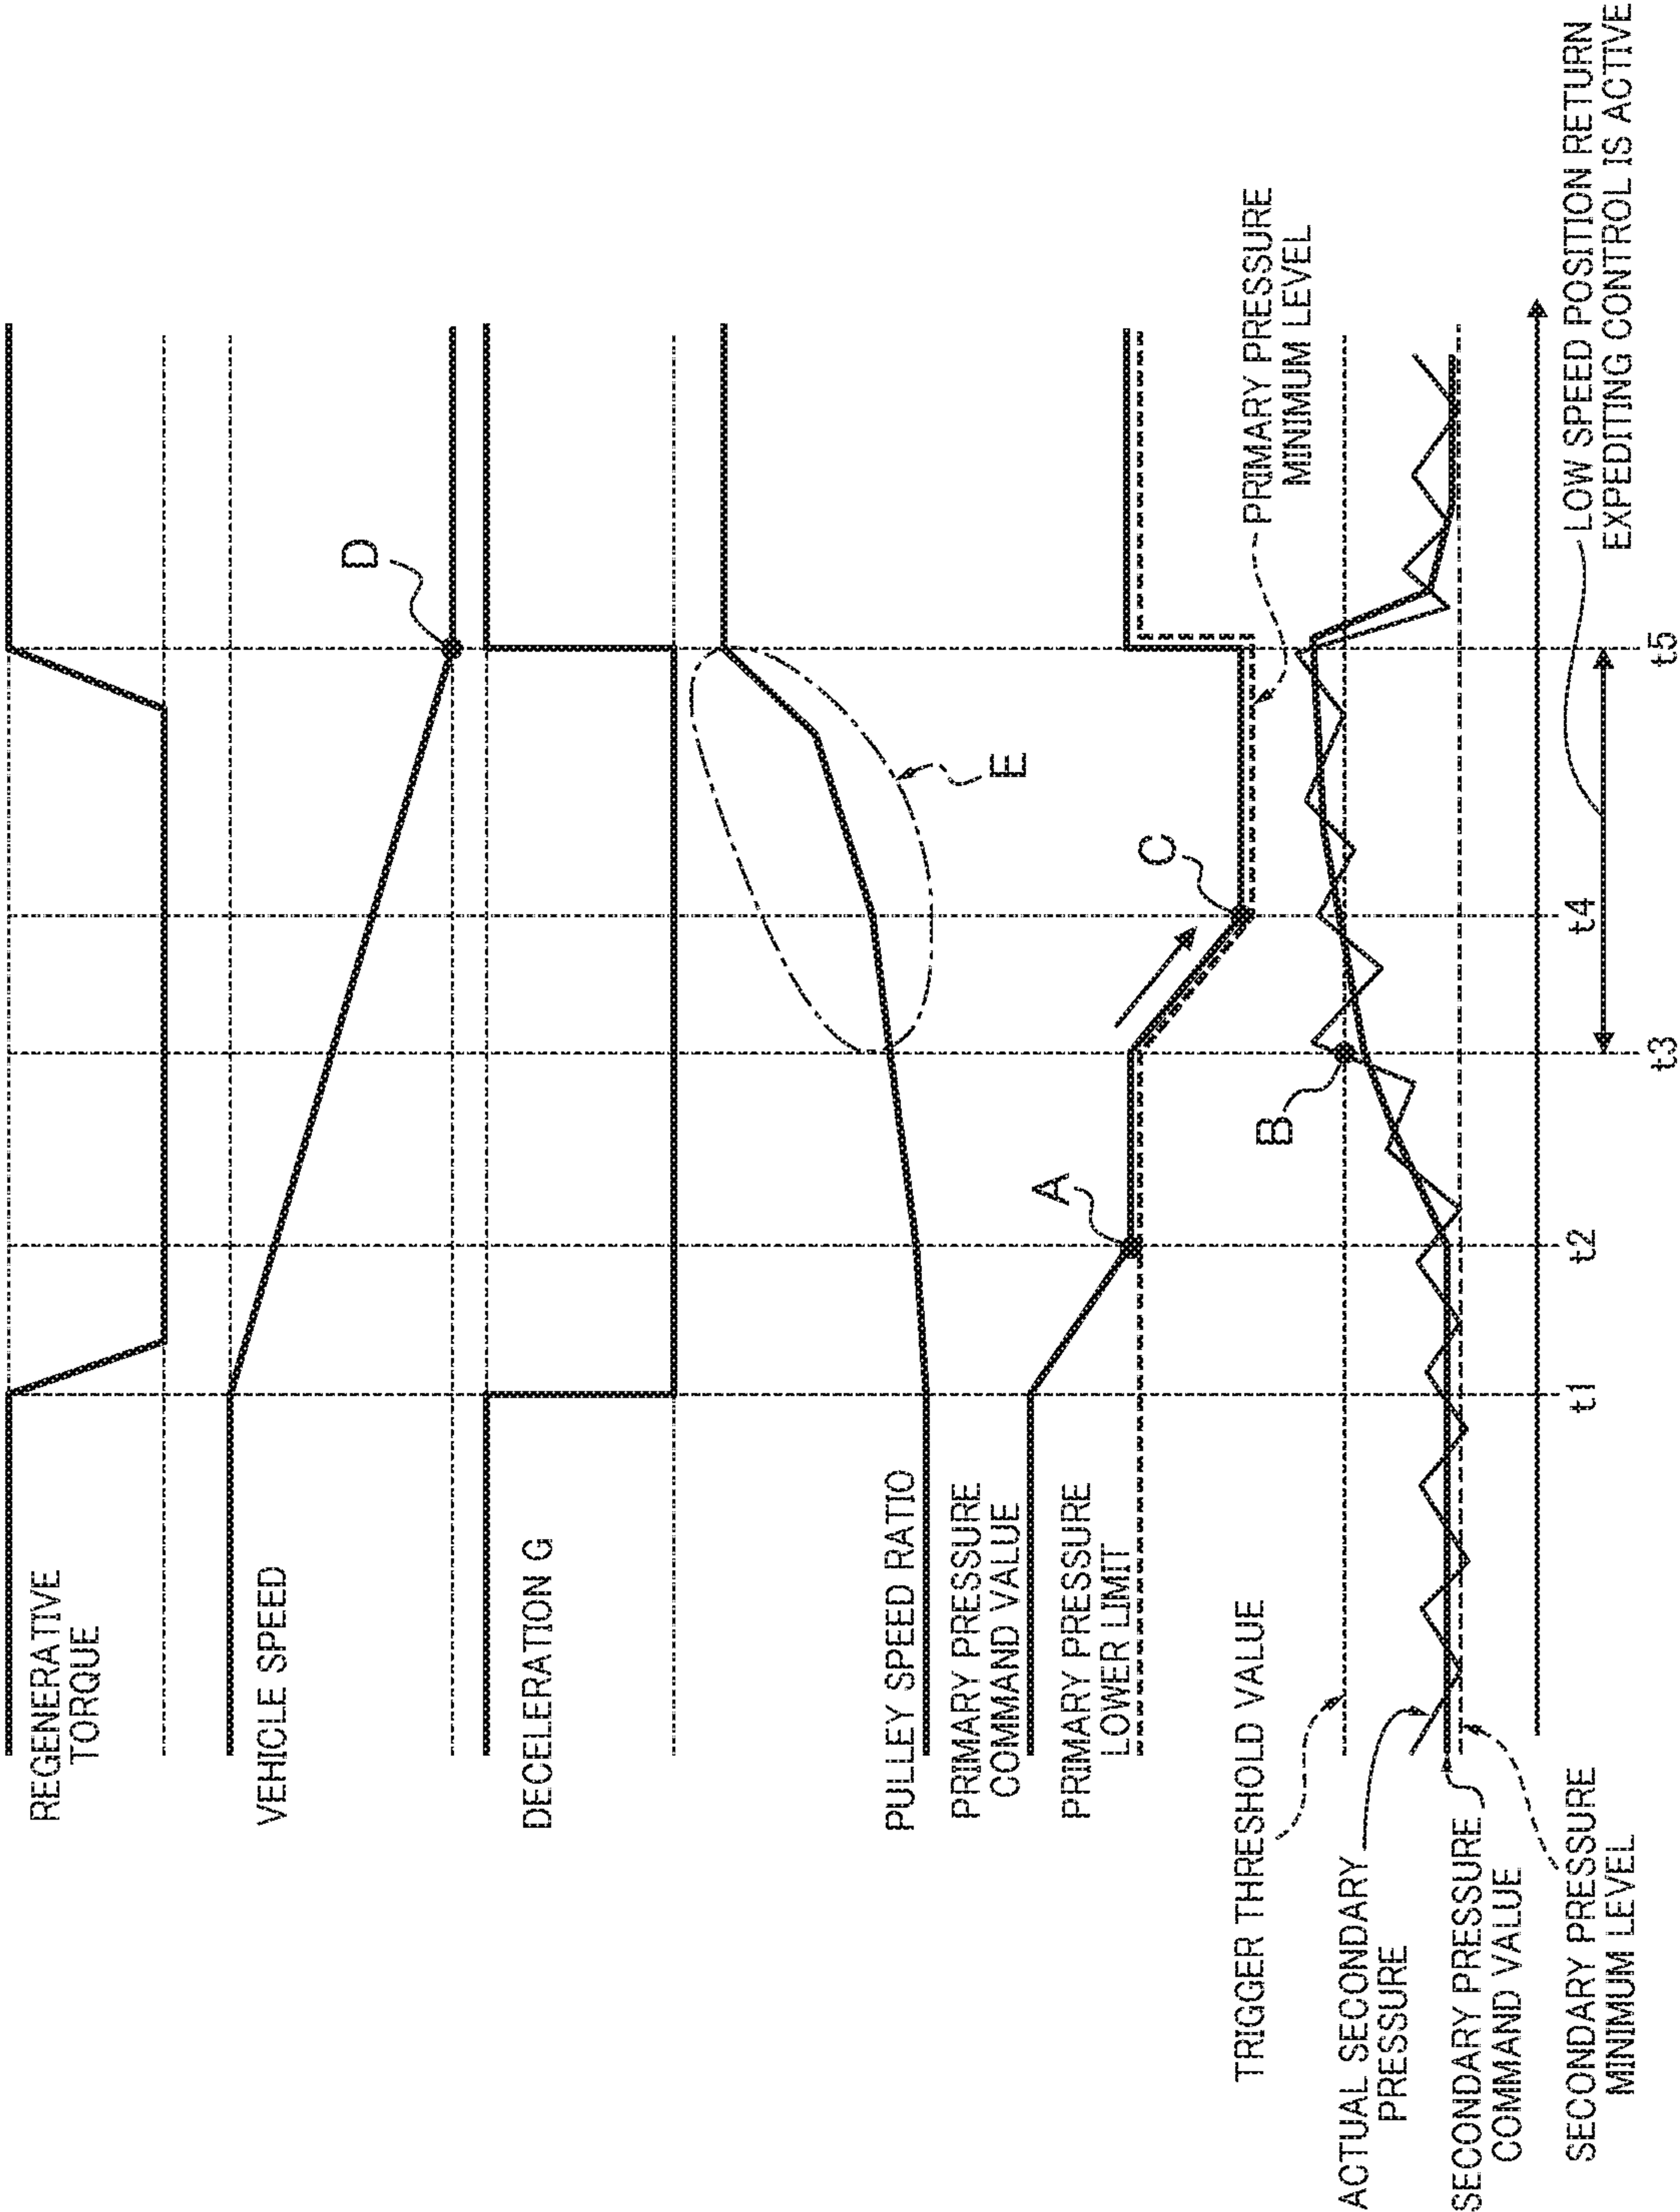 REGENERATIVE
TORQUE
VEHICLE SPEED
D
DECELERATION G
PULLEY SPEED RATIO
E
PRIMARY PRESSURE
COMMAND VALUE
A
C
PRIMARY PRESSURE
LOWER LIMIT
PRIMARY PRESSURE
MINIMUM LEVEL
TRIGGER THRESHOLD VALUE
B
ACTUAL SECONDARY
PRESSURE
SECONDARY PRESSURE
COMMAND VALUE
SECONDARY PRESSURE
MINIMUM LEVEL
t1
t2
t3
t4
t5
LOW SPEED POSITION RETURN
EXPEDITING CONTROL IS ACTIVE